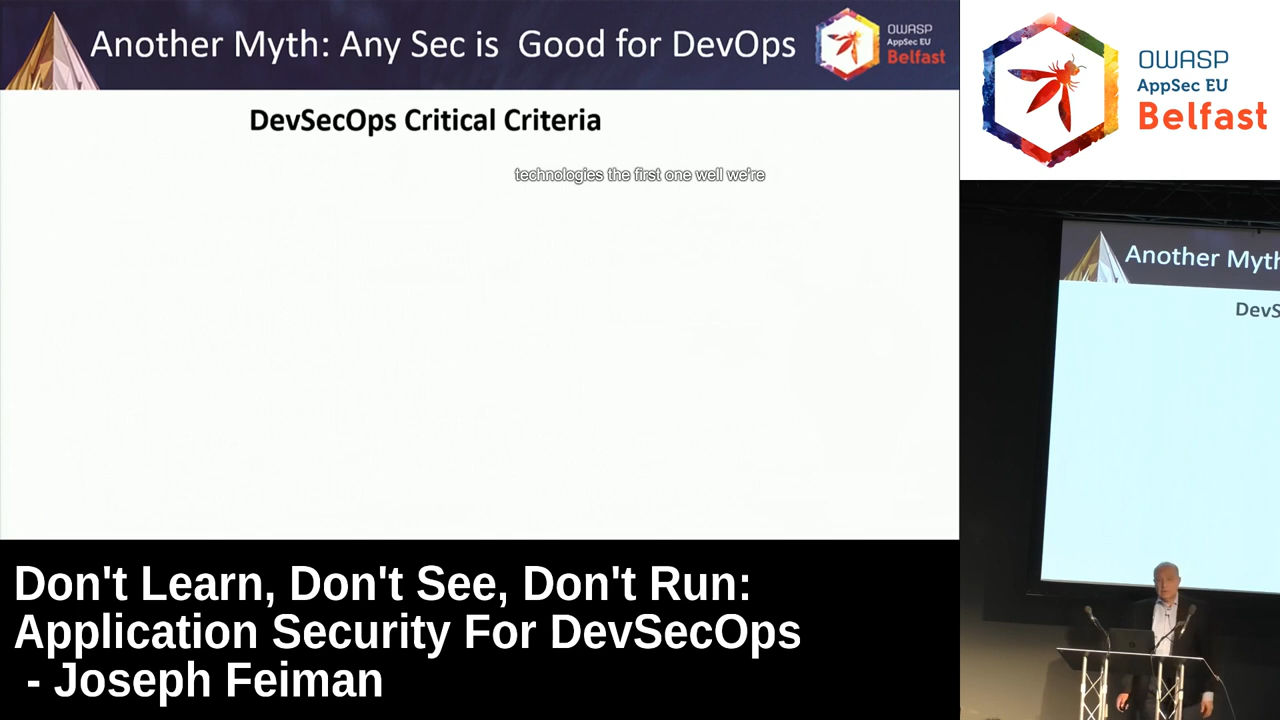 Another Myth: Any Sec is Good for DevOps
OWASP
AppSec EU
Belfast
DevSecOps Critical Criteria
technologies the first one well we're
OWASP
AppSec EU
Belfast
Another Myth
DevS
Don't Learn, Don't See, Don't Run:
Application Security For DevSecOps
- Joseph Feiman